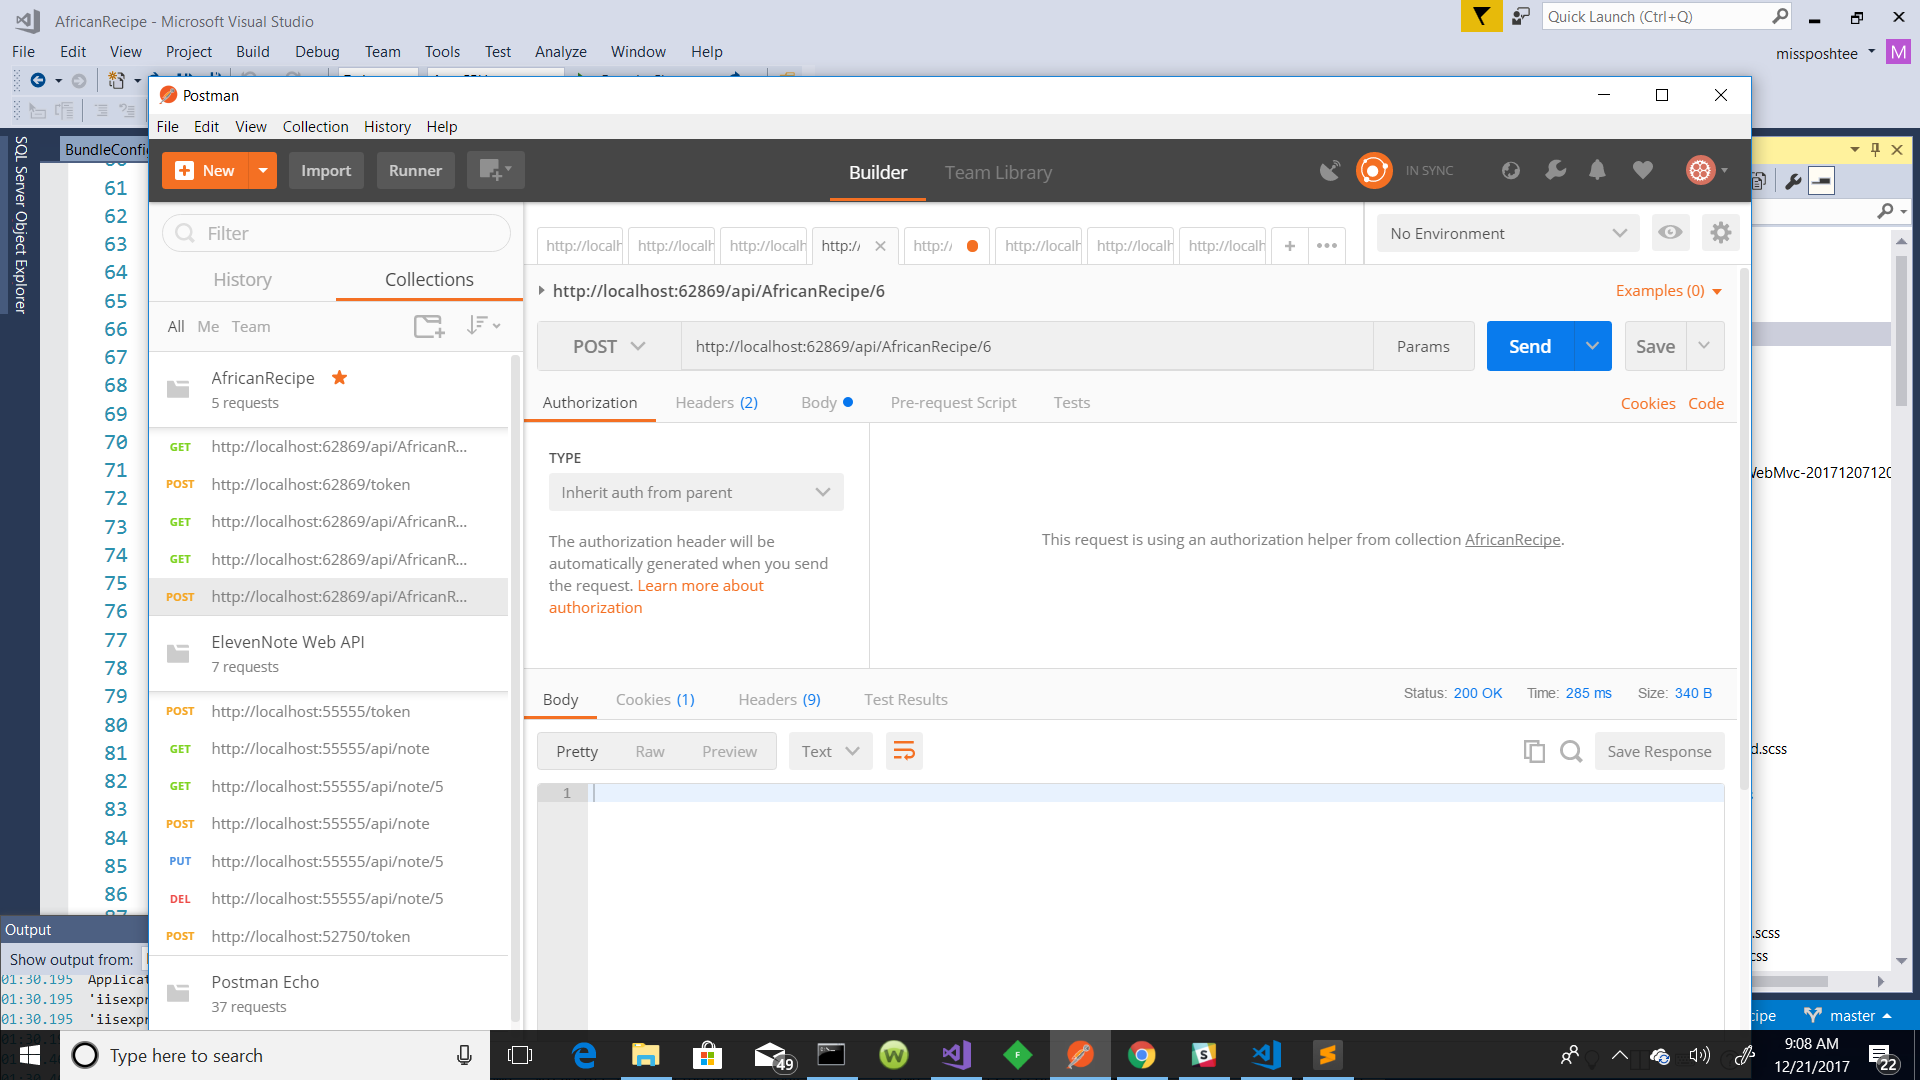 AfricanRecipe - Microsoft Visual Studio
Quick Launch (Ctrl+Q)
File Edit View Project Build Debug Team Tools Test Analyze Window Help
missposhtee M
Postman
File Edit View Collection History Help
SQL Server Object Explorer
BundleConfig
New Import Runner
Builder Team Library
IN SYNC
Filter
History Collections
All Me Team
http://localh http://localh http://localh http:/ http:/ http://localh http://localh http://localh + •••
No Environment
http://localhost:62869/api/AfricanRecipe/6
Examples (0)
POST http://localhost:62869/api/AfricanRecipe/6 Params Send Save
Authorization Headers (2) Body Pre-request Script Tests
Cookies Code
AfricanRecipe
5 requests
GET http://localhost:62869/api/AfricanR...
POST http://localhost:62869/token
GET http://localhost:62869/api/AfricanR...
GET http://localhost:62869/api/AfricanR...
POST http://localhost:62869/api/AfricanR...
ElevenNote Web API
7 requests
POST http://localhost:55555/token
GET http://localhost:55555/api/note
GET http://localhost:55555/api/note/5
POST http://localhost:55555/api/note
PUT http://localhost:55555/api/note/5
DEL http://localhost:55555/api/note/5
POST http://localhost:52750/token
Postman Echo
37 requests
TYPE
Inherit auth from parent
The authorization header will be
automatically generated when you send
the request. Learn more about
authorization
This request is using an authorization helper from collection AfricanRecipe.
Body Cookies (1) Headers (9) Test Results
Status: 200 OK Time: 285 ms Size: 340 B
Pretty Raw Preview Text Save Response
1
61
62
63
64
65
66
67
68
69
70
71
72
73
74
75
76
77
78
79
80
81
82
83
84
85
86
87
WebMvc-2017120712
d.scss
.scss
css
Output
Show output from:
01:30.195 Applicat
01:30.195 'iisexpr
01:30.195 'iisexpr
cipe master
Type here to search
49
9:08 AM
12/21/2017
22